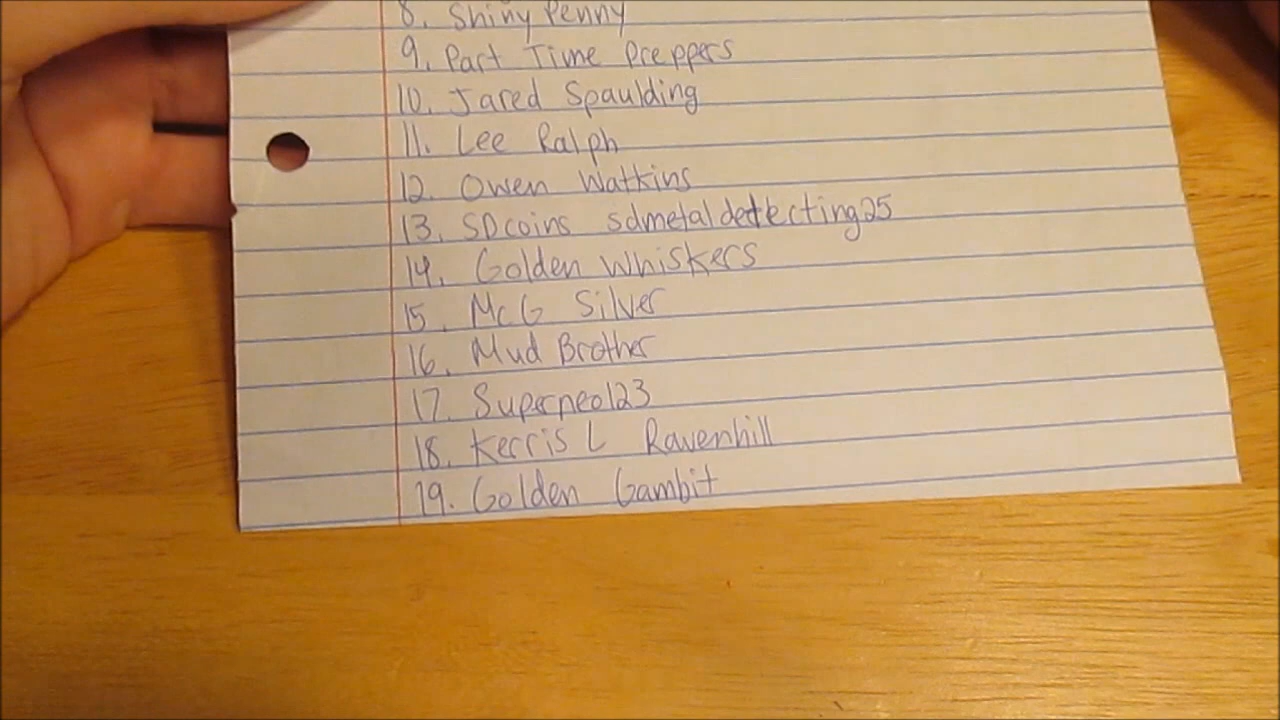 8. Shiny Penny
9. Part Time Preppers
10. Jared Spaulding
11. Lee Ralph
12. Owen Watkins
13. SDcoins sdmetaldetecting25
14. Golden Whiskers
15. McG Silver
16. Mud Brother
17. Superneo123
18. Kerris L Ravenhill
19. Golden Gambit